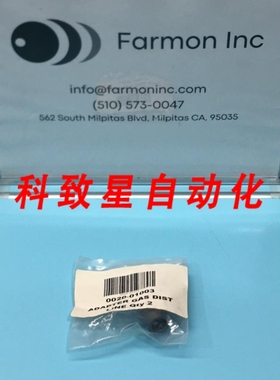 Farmon Inc
info@farmoninc.com
(510) 573-0047
562 South Milpitas Blvd, Milpitas CA, 95035
科致星自动化
0020-01003
ADAPTER GAS DIST
LINE Qty 2